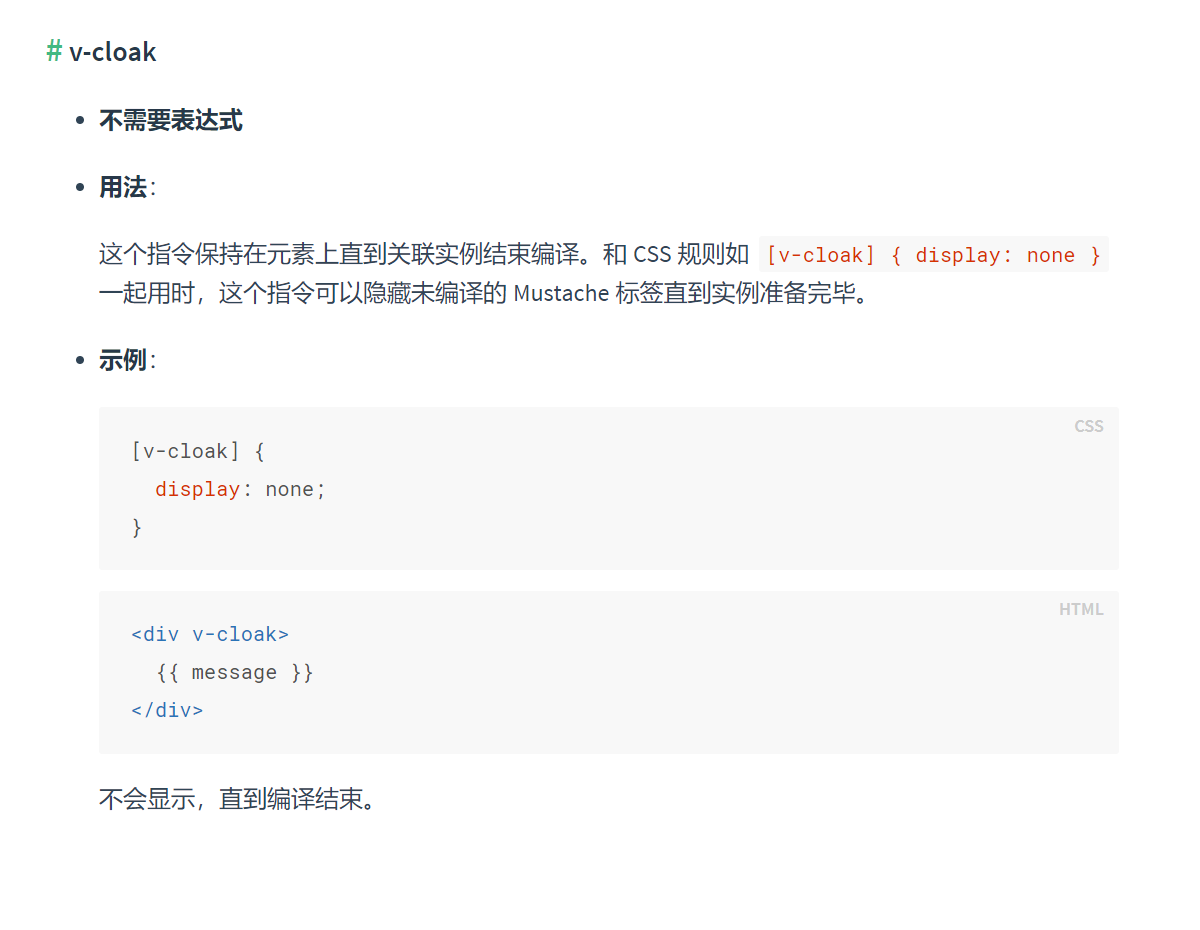 # v-cloak
不需要表达式
用法：
这个指令保持在元素上直到关联实例结束编译。和 CSS 规则如 [v-cloak] { display: none }
一起用时，这个指令可以隐藏未编译的 Mustache 标签直到实例准备完毕。
示例：
CSS
[v-cloak] {
  display: none;
}
HTML
<div v-cloak>
  {{ message }}
</div>
不会显示，直到编译结束。